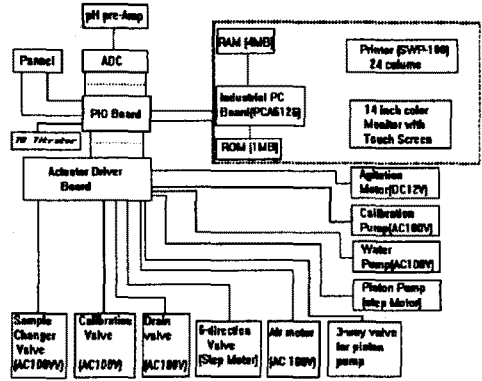 pH pre-Amp
Pannel
ADC
PIO Board
Actuator Driver
Board
RAM [4MB]
Industrial PC
Board(PCA6125)
ROM [1MB]
Printer (SWP-100)
24 column
14 inch color
Monitor with
Touch Screen
Agitation
Motor(DC12V)
Calibration
Pump(AC100V)
Water
Pump(AC100V)
Piston Pump
(step Motor)
Sample
Changer
Valve
(AC100VV)
Calibration
Valve
(AC100V)
Drain
valve
(AC100V)
6-direction
Valve
(Step Motor)
Air motor
(AC 100V)
3-way valve
for piston
pump